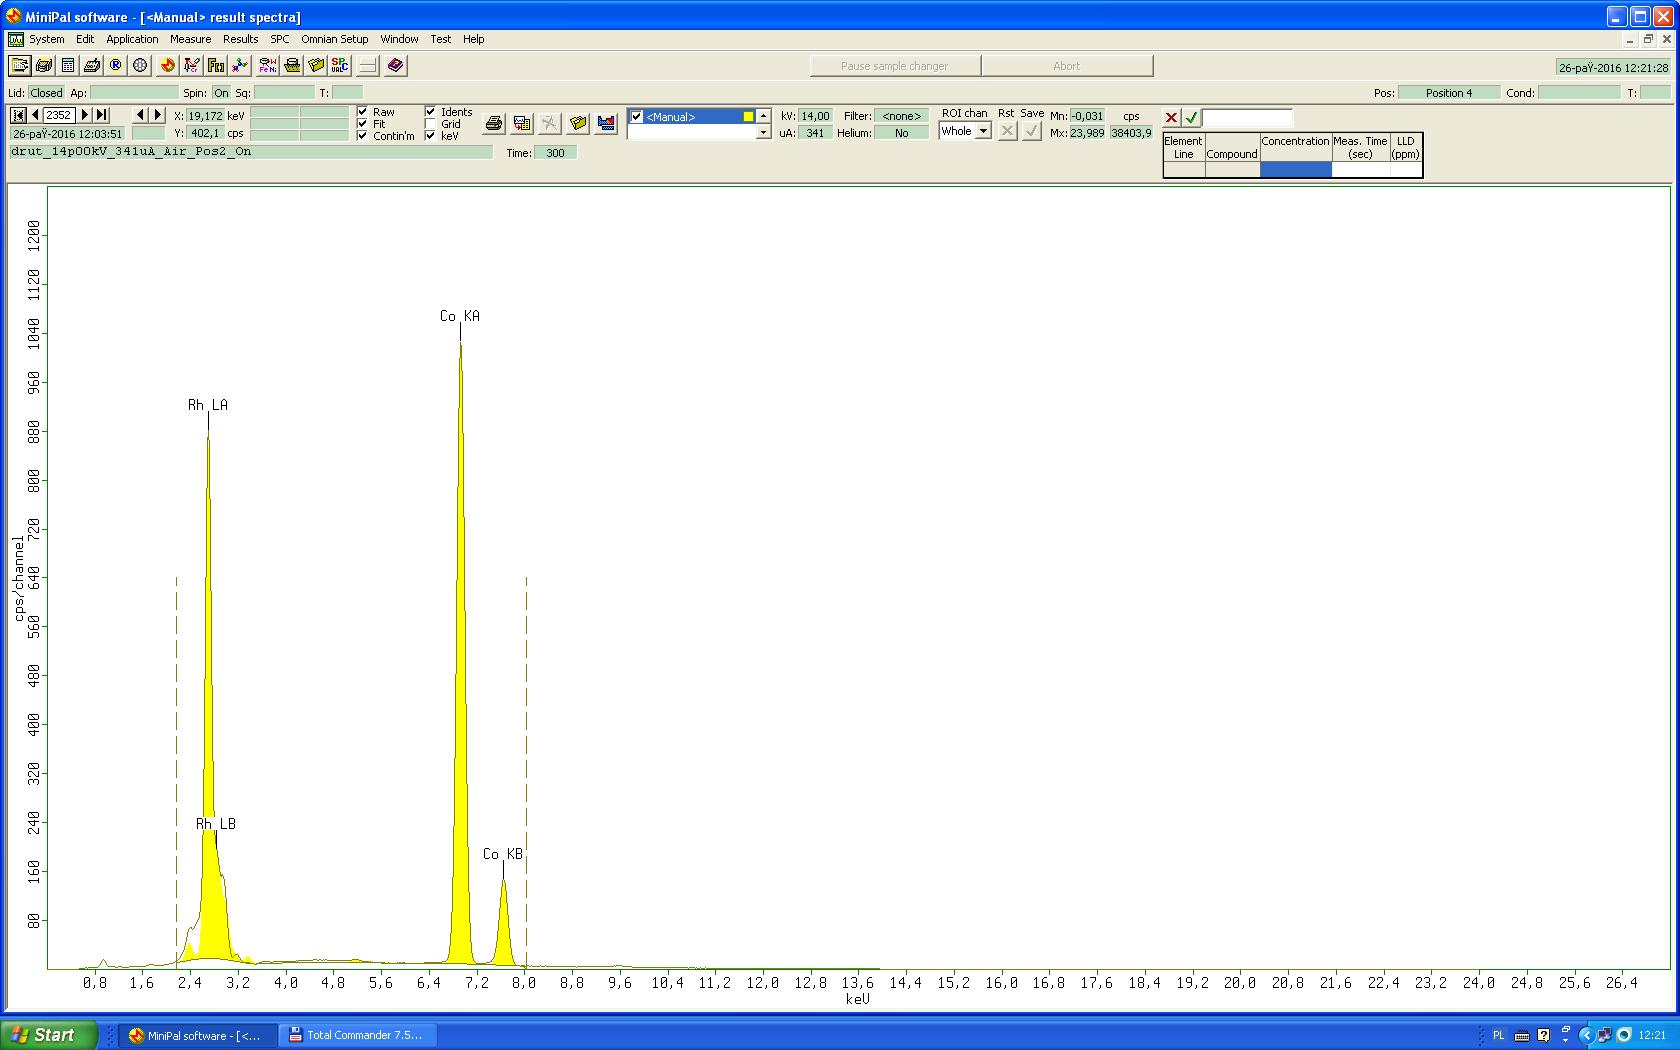 MiniPal software - [<Manual> result spectra]
System Edit Application Measure Results SPC Omnian Setup Window Test Help
Pause sample changer Abort 26-paÝ-2016 12:21:28
Lid: Closed Ap: Spin: On Sq: T: Pos: Position 4 Cond: T:
2352 X: 19,172 keV Raw Idents <Manual> kV: 14,00 Filter: <none> ROI chan Rst Save Mn: -0,031 cps
26-paÝ-2016 12:03:51 Y: 402,1 cps Fit Grid uA: 341 Helium: No Whole Mx: 23,989 38403,9
Contin'm keV
drut_14p00kV_341uA_Air_Pos2_On Time: 300
Element Line Compound Concentration Meas. Time (sec) LLD (ppm)
1200
1120
1040
960
880
800
720
640
560
480
400
320
240
160
80
cps/channel
Co KA
Rh LA
Rh LB
Co KB
0,8 1,6 2,4 3,2 4,0 4,8 5,6 6,4 7,2 8,0 8,8 9,6 10,4 11,2 12,0 12,8 13,6 14,4 15,2 16,0 16,8 17,6 18,4 19,2 20,0 20,8 21,6 22,4 23,2 24,0 24,8 25,6 26,4
keV
Start MiniPal software - [<... Total Commander 7.5... PL 12:21